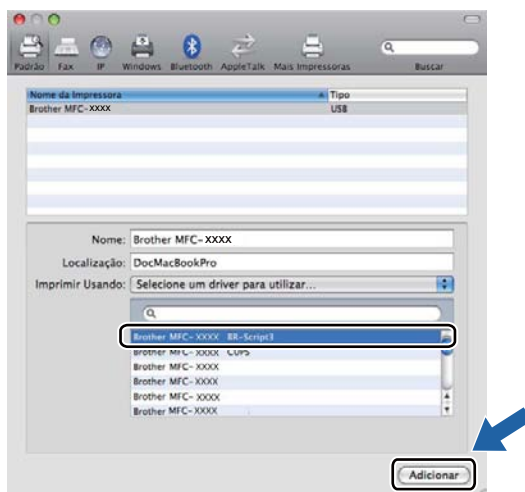 Padrão Fax IP Windows Bluetooth AppleTalk Mais Impressoras Buscar
Nome da Impressora Tipo
Brother MFC-XXXX USB
Nome: Brother MFC-XXXX
Localização: DocMacBookPro
Imprimir Usando: Selecione um driver para utilizar...
Brother MFC-XXXX BR-Script3
Brother MFC-XXXX CUPS
Brother MFC-XXXX
Brother MFC-XXXX
Brother MFC-XXXX
Brother MFC-XXXX
Adicionar